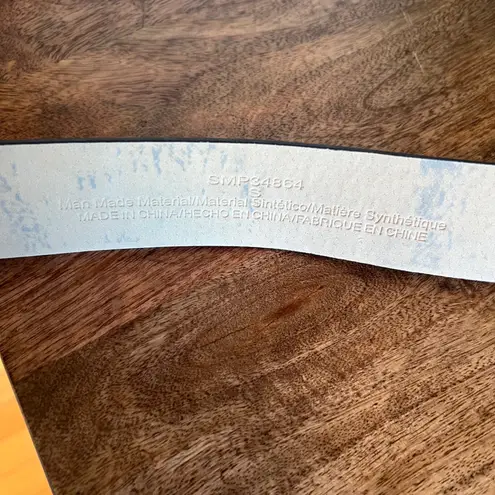 SMP34864
S
Man Made Material/Material Sintético/Matière Synthétique
MADE IN CHINA/HECHO EN CHINA/FABRIQUE EN CHINE